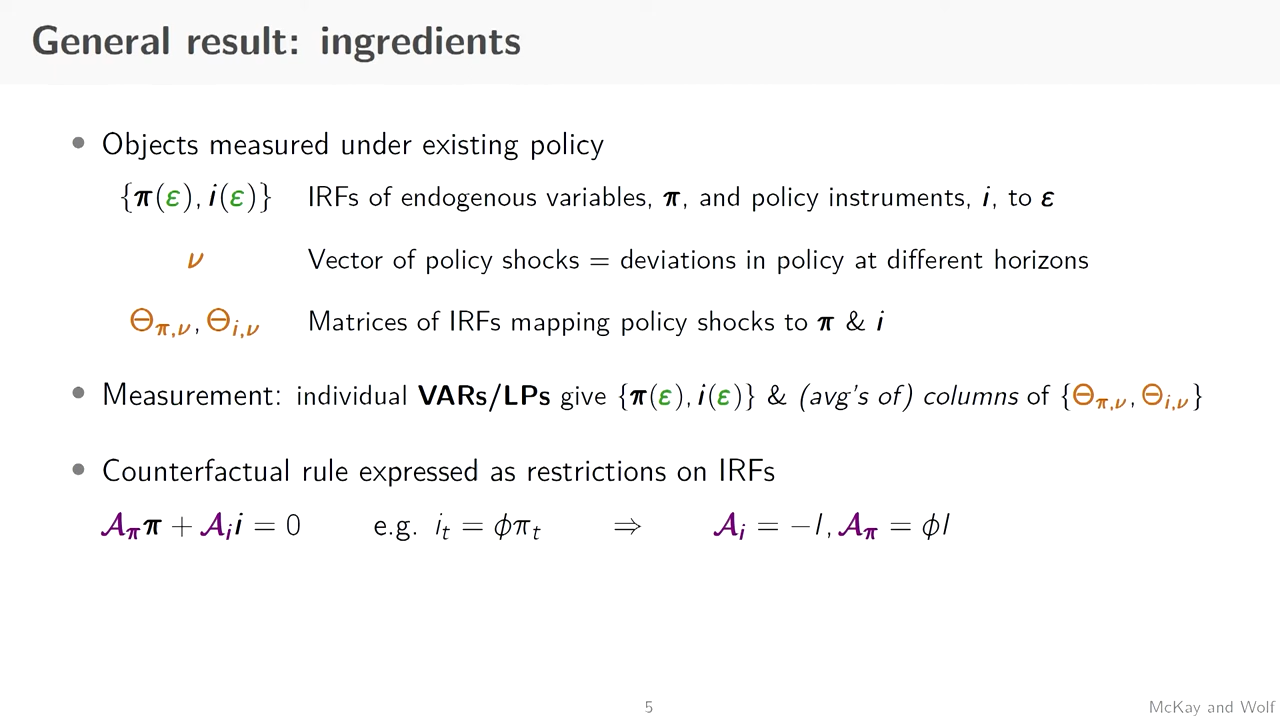 General result: ingredients
• Objects measured under existing policy
{π(ε), i(ε)} IRFs of endogenous variables, π, and policy instruments, i, to ε
ν Vector of policy shocks = deviations in policy at different horizons
Θπ,ν, Θi,ν Matrices of IRFs mapping policy shocks to π & i
• Measurement: individual VARs/LPs give {π(ε), i(ε)} & (avg's of) columns of {Θπ,ν, Θi,ν}
• Counterfactual rule expressed as restrictions on IRFs
𝒜ππ + 𝒜ii = 0 e.g. it = ϕπt ⇒ 𝒜i = −I, 𝒜π = ϕI
5
McKay and Wolf